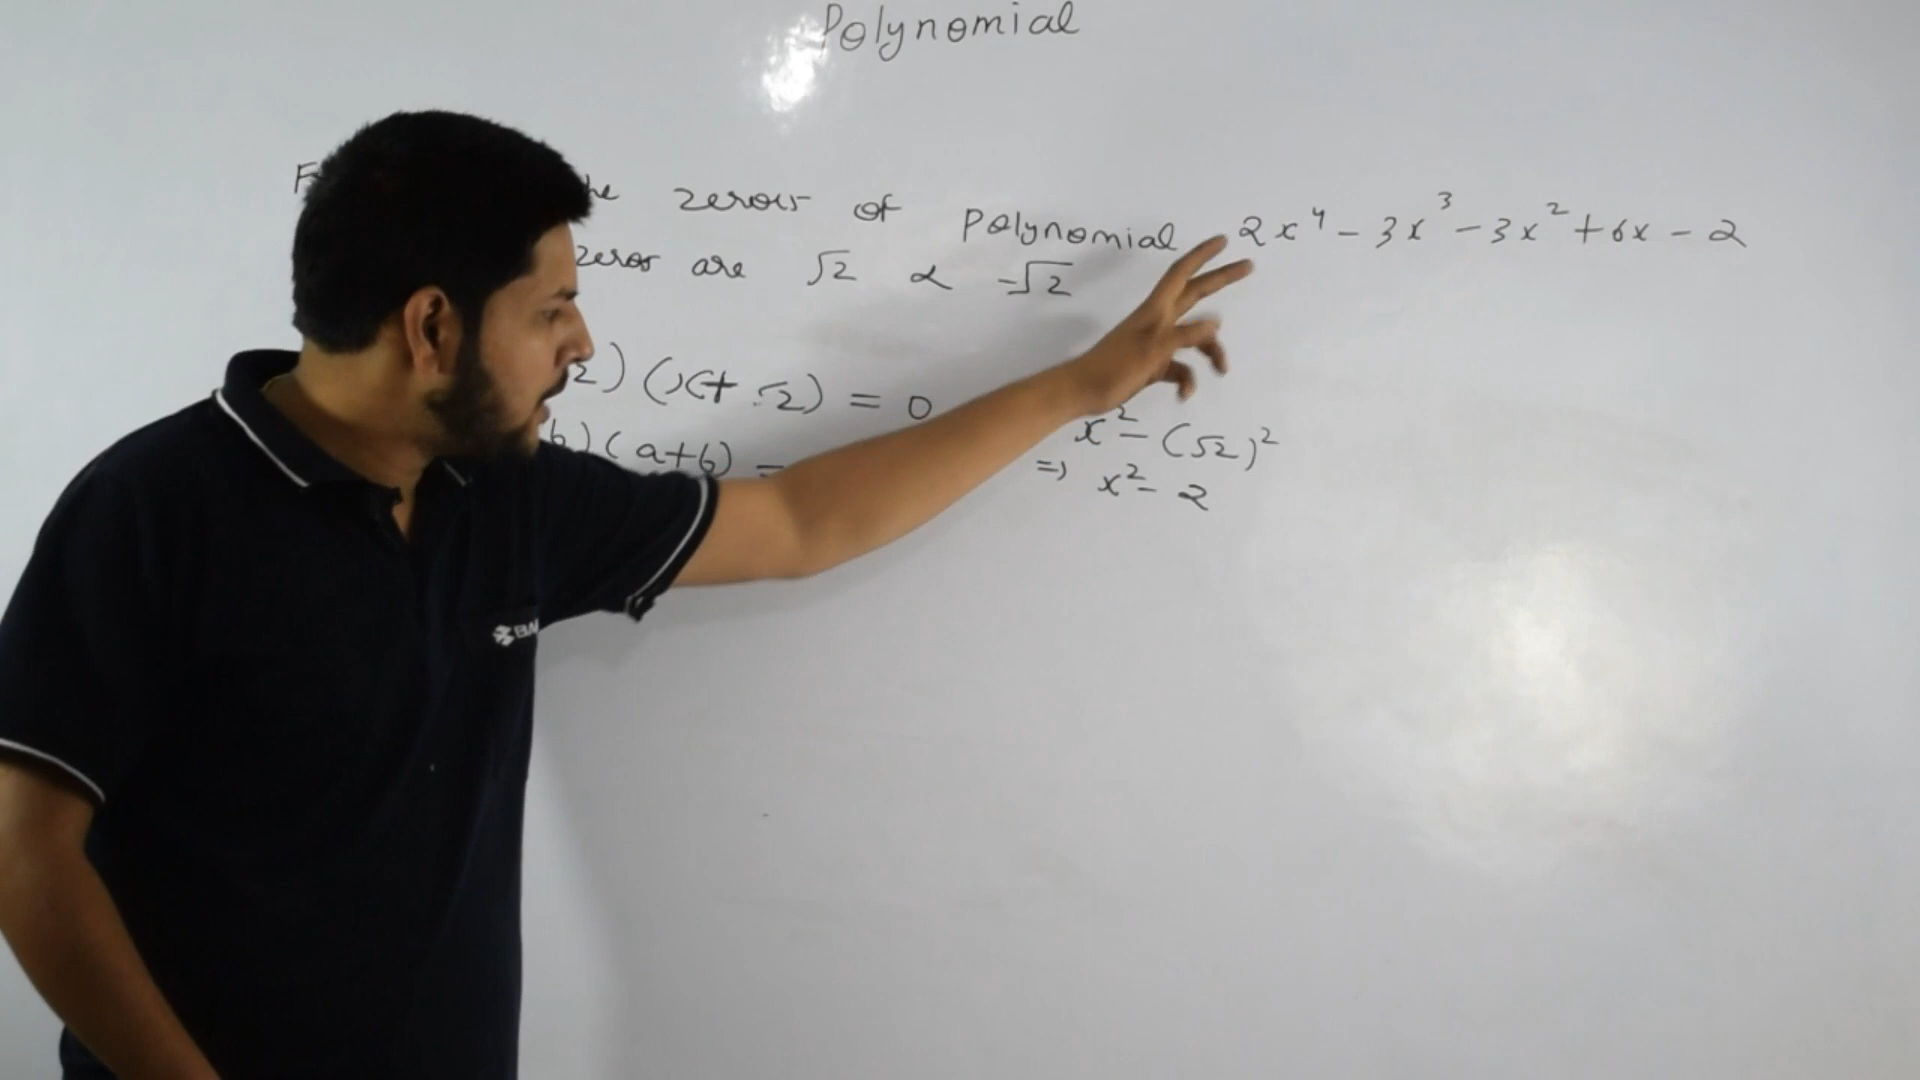 Polynomial
zeros of Polynomial 2x⁴ - 3x³ - 3x² + 6x - 2
zeros are √2 & -√2
2) (x + √2) = 0
b) (a+b) =
x² - (√2)²
=> x² - 2